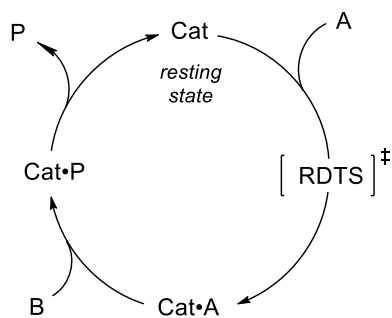 P
Cat
A
resting
state
Cat•P
[ RDTS ]‡
B
Cat•A